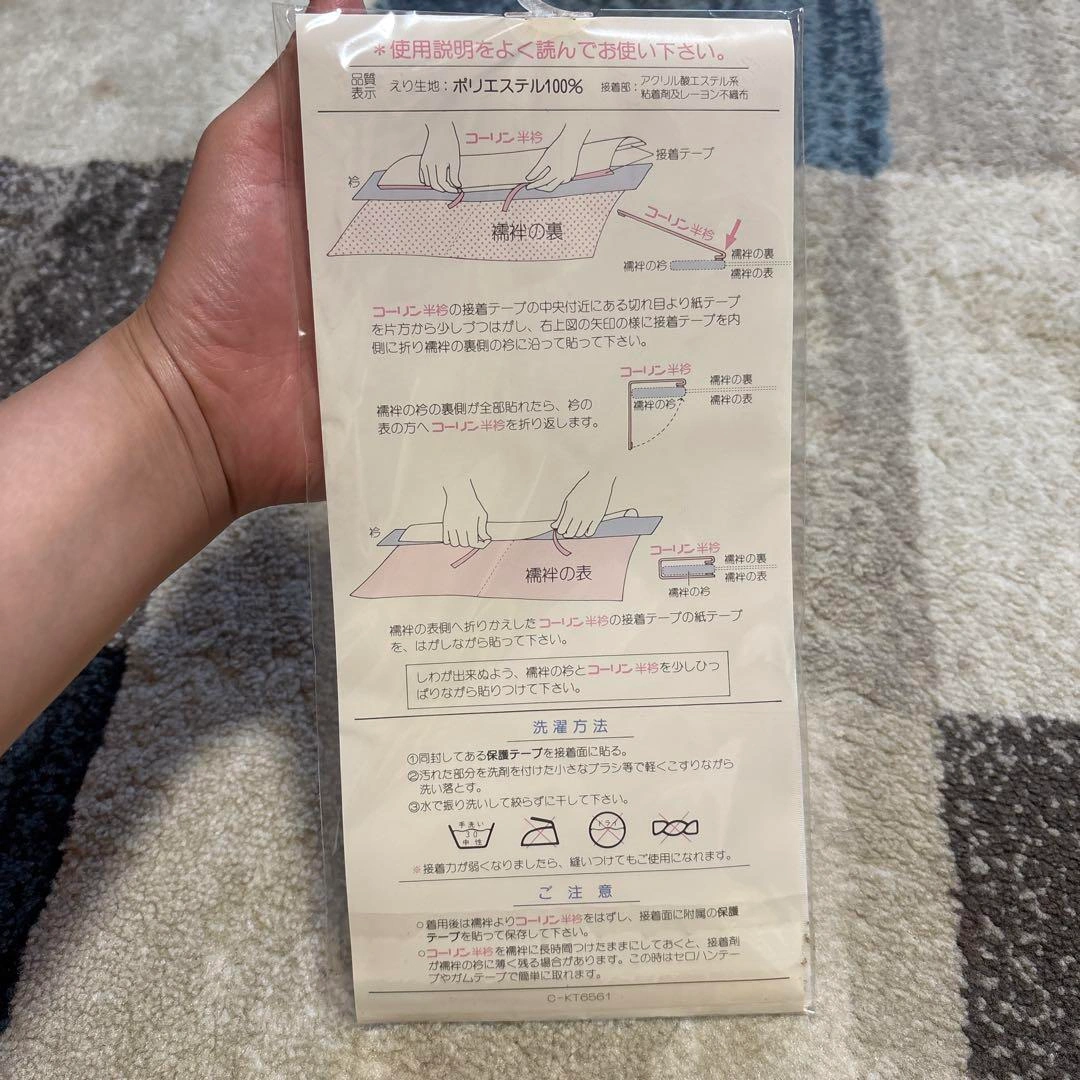 *使用説明をよく読んでお使い下さい。
品質表示 えり生地：ポリエステル100% 接着部：アクリル酸エステル系粘着剤及レーヨン不織布
コーリン半衿
接着テープ
衿
襦袢の裏
コーリン半衿
襦袢の裏
襦袢の衿
襦袢の表
コーリン半衿の接着テープの中央付近にある切れ目より紙テープ
を片方から少しづつはがし、右上図の矢印の様に接着テープを内
側に折り襦袢の裏側の衿に沿って貼って下さい。
コーリン半衿
襦袢の裏
襦袢の衿
襦袢の表
襦袢の衿の裏側が全部貼れたら、衿の
表の方へコーリン半衿を折り返します。
衿
襦袢の表
コーリン半衿
襦袢の裏
襦袢の表
襦袢の衿
襦袢の表側へ折りかえしたコーリン半衿の接着テープの紙テープ
を、はがしながら貼って下さい。
しわが出来ぬよう、襦袢の衿とコーリン半衿を少しひっ
ぱりながら貼りつけて下さい。
洗濯方法
①同封してある保護テープを接着面に貼る。
②汚れた部分を洗剤を付けた小さなブラシ等で軽くこすりながら
洗い落とす。
③水で振り洗いして絞らずに干して下さい。
手洗い
30
中性
ドライ
※接着力が弱くなりましたら、縫いつけてもご使用になれます。
ご注意
○着用後は襦袢よりコーリン半衿をはずし、接着面に附属の保護
テープを貼って保存して下さい。
○コーリン半衿を襦袢に長時間つけたままにしておくと、接着剤
が襦袢の衿に薄く残る場合があります。この時はセロハンテー
プやガムテープで簡単に取れます。
C-KT6561